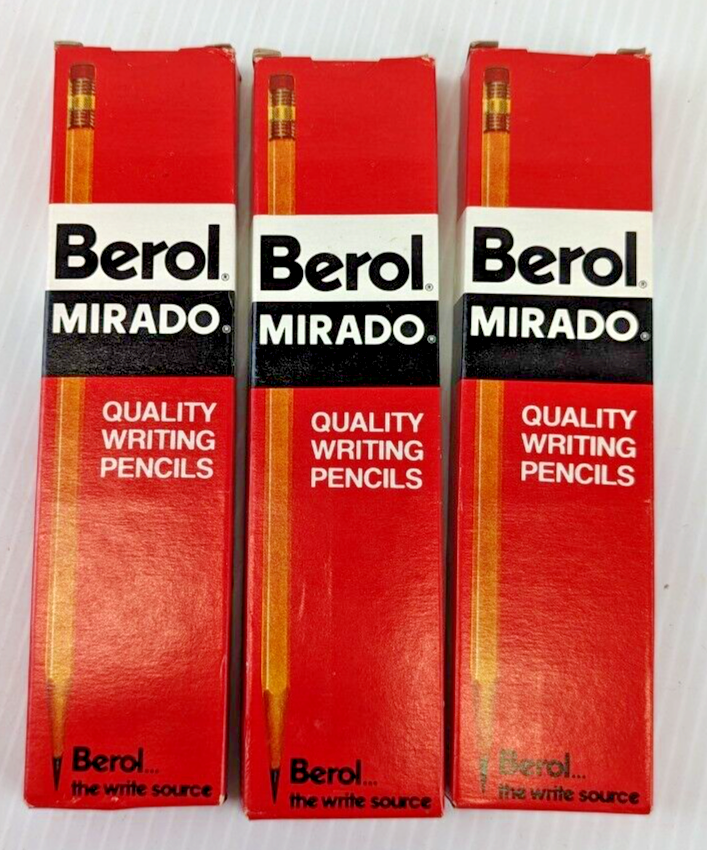 Berol®
MIRADO®
QUALITY
WRITING
PENCILS
Berol...
the write source
Berol®
MIRADO®
QUALITY
WRITING
PENCILS
Berol...
the write source
Berol®
MIRADO®
QUALITY
WRITING
PENCILS
Berol...
the write source